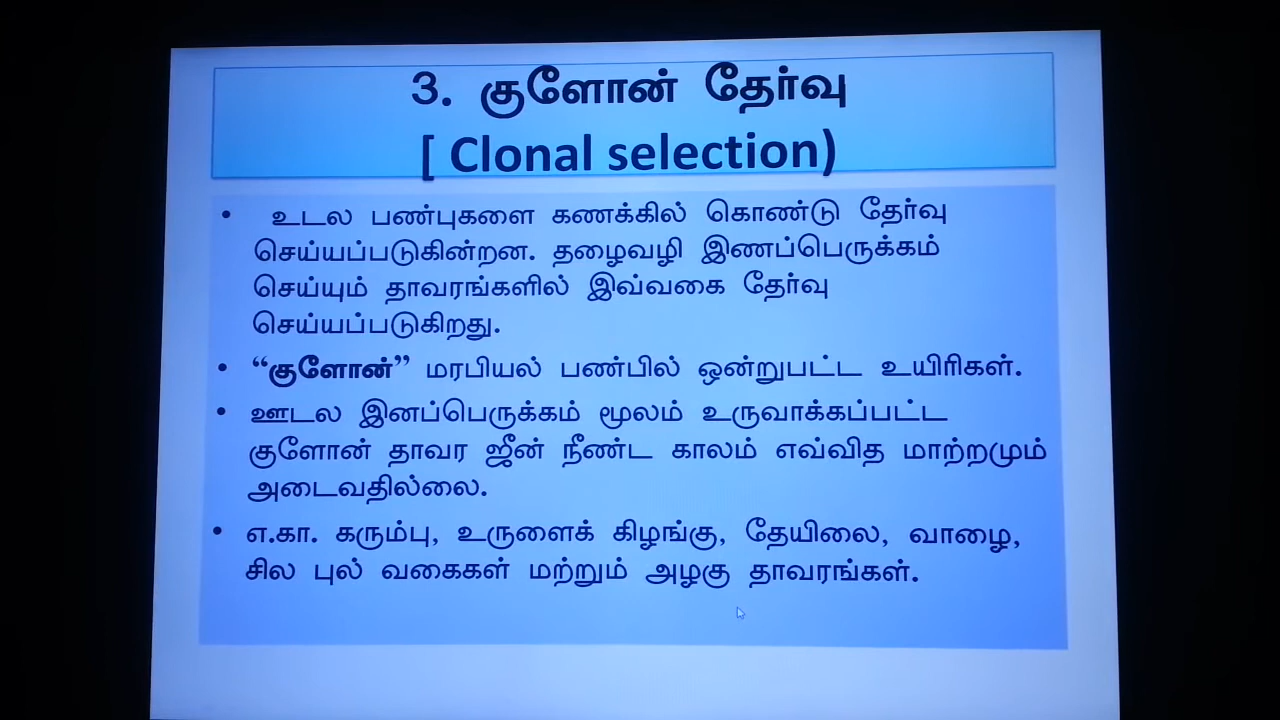 3. குளோன் தேர்வு
[ Clonal selection)
• உடல பண்புகளை கணக்கில் கொண்டு தேர்வு
செய்யப்படுகின்றன. தழைவழி இணப்பெருக்கம்
செய்யும் தாவரங்களில் இவ்வகை தேர்வு
செய்யப்படுகிறது.
• “குளோன்” மரபியல் பண்பில் ஒன்றுபட்ட உயிரிகள்.
• ஊடல இனப்பெருக்கம் மூலம் உருவாக்கப்பட்ட
குளோன் தாவர ஜீன் நீண்ட காலம் எவ்வித மாற்றமும்
அடைவதில்லை.
• எ.கா. கரும்பு, உருளைக் கிழங்கு, தேயிலை, வாழை,
சில புல் வகைகள் மற்றும் அழகு தாவரங்கள்.